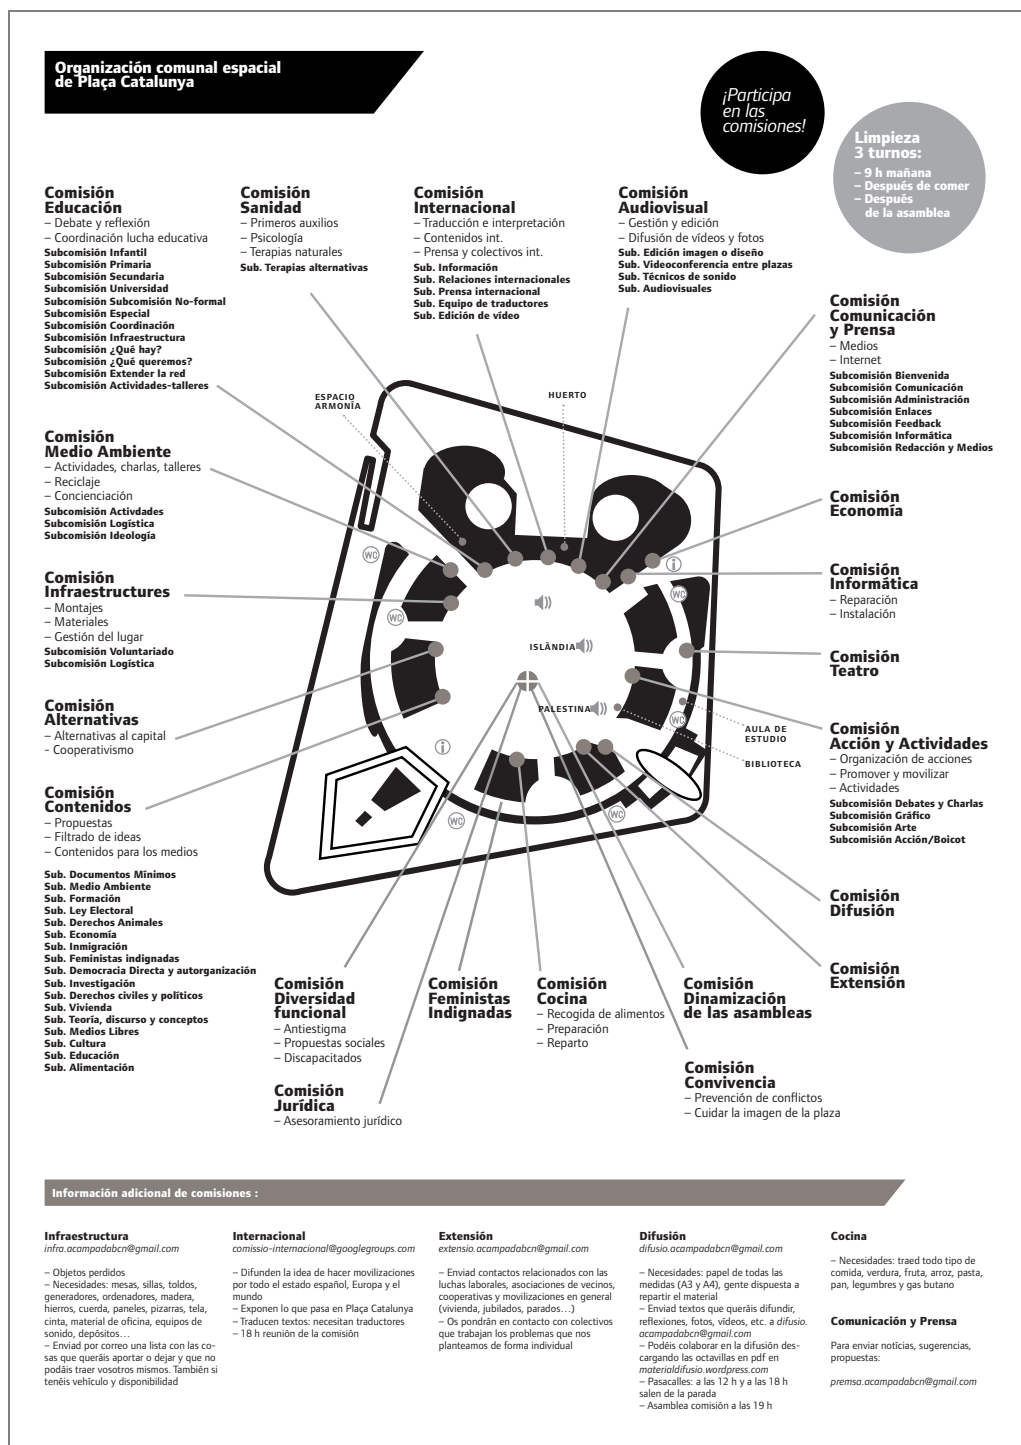 Organización comunal espacial
de Plaça Catalunya
¡Participa
en las
comisiones!
Limpieza
3 turnos:
– 9 h mañana
– Después de comer
– Después
de la asamblea
Comisión
Educación
– Debate y reflexión
– Coordinación lucha educativa
Subcomisión Infantil
Subcomisión Primaria
Subcomisión Secundaria
Subcomisión Universidad
Subcomisión Subcomisión No-formal
Subcomisión Especial
Subcomisión Coordinación
Subcomisión Infraestructura
Subcomisión ¿Qué hay?
Subcomisión ¿Qué queremos?
Subcomisión Extender la red
Subcomisión Actividades-talleres
Comisión
Sanidad
– Primeros auxilios
– Psicología
– Terapias naturales
Sub. Terapias alternativas
Comisión
Internacional
– Traducción e interpretación
– Contenidos int.
– Prensa y colectivos int.
Sub. Información
Sub. Relaciones internacionales
Sub. Prensa internacional
Sub. Equipo de traductores
Sub. Edición de vídeo
Comisión
Audiovisual
– Gestión y edición
– Difusión de vídeos y fotos
Sub. Edición imagen o diseño
Sub. Videoconferencia entre plazas
Sub. Técnicos de sonido
Sub. Audiovisuales
Comisión
Comunicación
y Prensa
– Medios
– Internet
Subcomisión Bienvenida
Subcomisión Comunicación
Subcomisión Administración
Subcomisión Enlaces
Subcomisión Feedback
Subcomisión Informática
Subcomisión Redacción y Medios
ESPACIO
ARMONÍA
HUERTO
Comisión
Medio Ambiente
– Actividades, charlas, talleres
– Reciclaje
– Concienciación
Subcomisión Activdades
Subcomisión Logística
Subcomisión Ideología
Comisión
Economía
WC
i
Comisión
Infraestructures
– Montajes
– Materiales
– Gestión del lugar
Subcomisión Voluntariado
Subcomisión Logística
Comisión
Informática
– Reparación
– Instalación
WC
WC
ISLÀNDIA
Comisión
Teatro
PALESTINA
WC
Comisión
Alternativas
– Alternativas al capital
- Cooperativismo
AULA DE
ESTUDIO
BIBLIOTECA
i
Comisión
Acción y Actividades
– Organización de acciones
– Promover y movilizar
– Actividades
Subcomisión Debates y Charlas
Subcomisión Gráfico
Subcomisión Arte
Subcomisión Acción/Boicot
WC
WC
Comisión
Contenidos
– Propuestas
– Filtrado de ideas
– Contenidos para los medios
Sub. Documentos Mínimos
Sub. Medio Ambiente
Sub. Formación
Sub. Ley Electoral
Sub. Derechos Animales
Sub. Economía
Sub. Inmigración
Sub. Feministas indignadas
Sub. Democracia Directa y autorganización
Sub. Investigación
Sub. Derechos civiles y políticos
Sub. Vivienda
Sub. Teoría, discurso y conceptos
Sub. Medios Libres
Sub. Cultura
Sub. Educación
Sub. Alimentación
Comisión
Difusión
Comisión
Extensión
Comisión
Diversidad
funcional
– Antiestigma
– Propuestas sociales
– Discapacitados
Comisión
Feministas
Indignadas
Comisión
Cocina
– Recogida de alimentos
– Preparación
– Reparto
Comisión
Dinamización
de las asambleas
Comisión
Jurídica
– Asesoramiento jurídico
Comisión
Convivencia
– Prevención de conflictos
– Cuidar la imagen de la plaza
Información adicional de comisiones :
Infraestructura
infra.acampadabcn@gmail.com
– Objetos perdidos
– Necesidades: mesas, sillas, toldos,
generadores, ordenadores, madera,
hierros, cuerda, paneles, pizarras, tela,
cinta, material de oficina, equipos de
sonido, depósitos…
– Enviad por correo una lista con las co-
sas que queráis aportar o dejar y que no
podáis traer vosotros mismos. También si
tenéis vehículo y disponibilidad
Internacional
comissio-internacional@googlegroups.com
– Difunden la idea de hacer movilizaciones
por todo el estado español, Europa y el
mundo
– Exponen lo que pasa en Plaça Catalunya
– Traducen textos: necesitan traductores
– 18 h reunión de la comisión
Extensión
extensio.acampadabcn@gmail.com
– Enviad contactos relacionados con las
luchas laborales, asociaciones de vecinos,
cooperativas y movilizaciones en general
(vivienda, jubilados, parados…)
– Os pondrán en contacto con colectivos
que trabajan los problemas que nos
planteamos de forma individual
Difusión
difusio.acampadabcn@gmail.com
– Necesidades: papel de todas las
medidas (A3 y A4), gente dispuesta a
repartir el material
– Enviad textos que queráis difundir,
reflexiones, fotos, vídeos, etc. a difusio.
acampadabcn@gmail.com
– Podéis colaborar en la difusión des-
cargando las octavillas en pdf en
materialdifusio.wordpress.com
– Pasacalles: a las 12 h y a las 18 h
salen de la parada
– Asamblea comisión a las 19 h
Cocina
– Necesidades: traed todo tipo de
comida, verdura, fruta, arroz, pasta,
pan, legumbres y gas butano
Comunicación y Prensa
Para enviar noticias, sugerencias,
propuestas:
premsa.acampadabcn@gmail.com